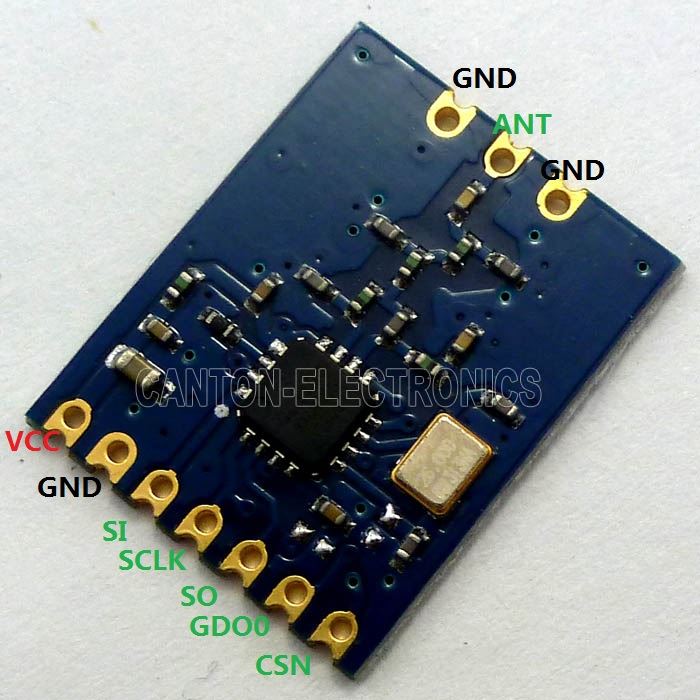 GND
ANT
GND
CANTON-ELECTRONICS
VCC
GND
SI
SCLK
SO
GDO0
CSN